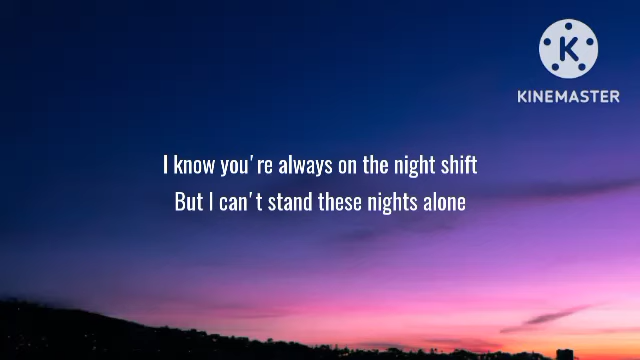 K
KINEMASTER
I know you're always on the night shift
But I can't stand these nights alone